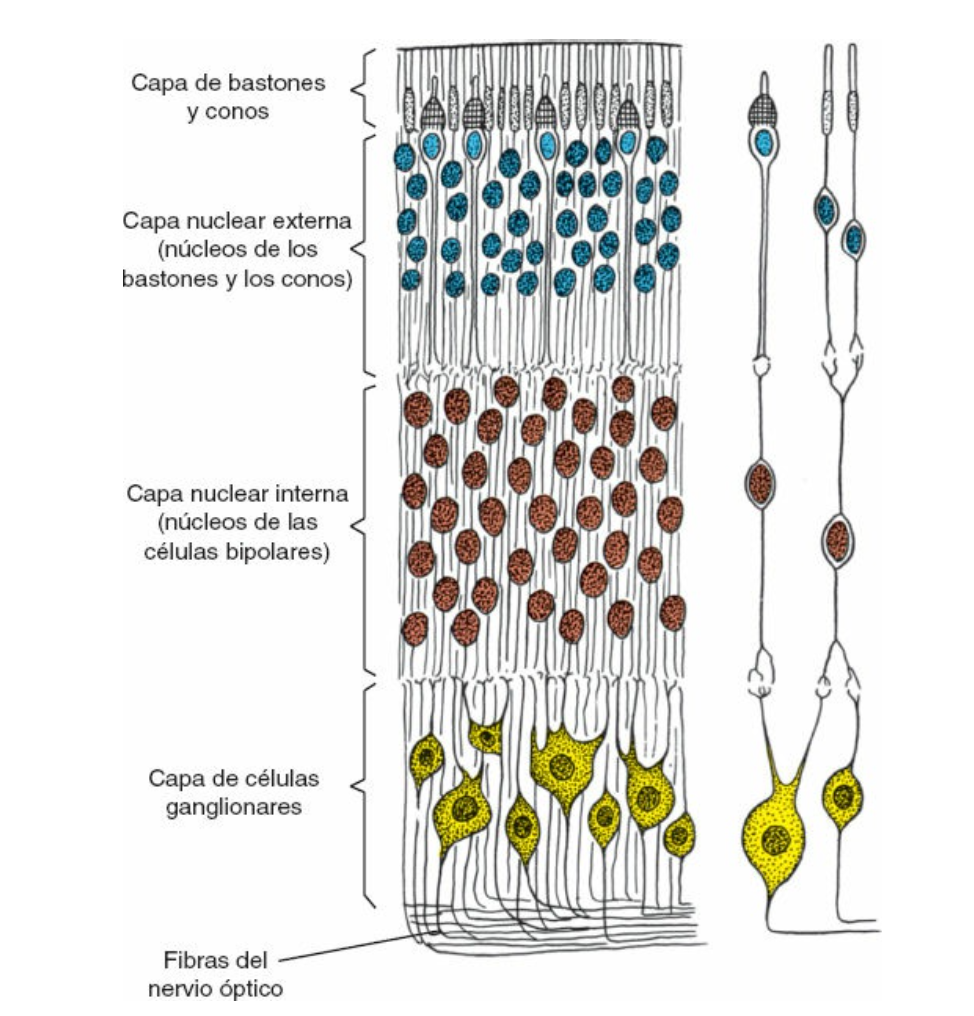 Capa de bastones
y conos
Capa nuclear externa
(núcleos de los
bastones y los conos)
Capa nuclear interna
(núcleos de las
células bipolares)
Capa de células
ganglionares
Fibras del
nervio óptico